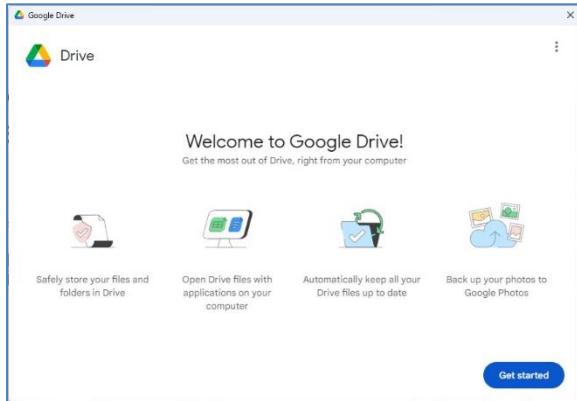 Google Drive
Drive
Welcome to Google Drive!
Get the most out of Drive, right from your computer
Safely store your files and
folders in Drive
Open Drive files with
applications on your
computer
Automatically keep all your
Drive files up to date
Back up your photos to
Google Photos
Get started